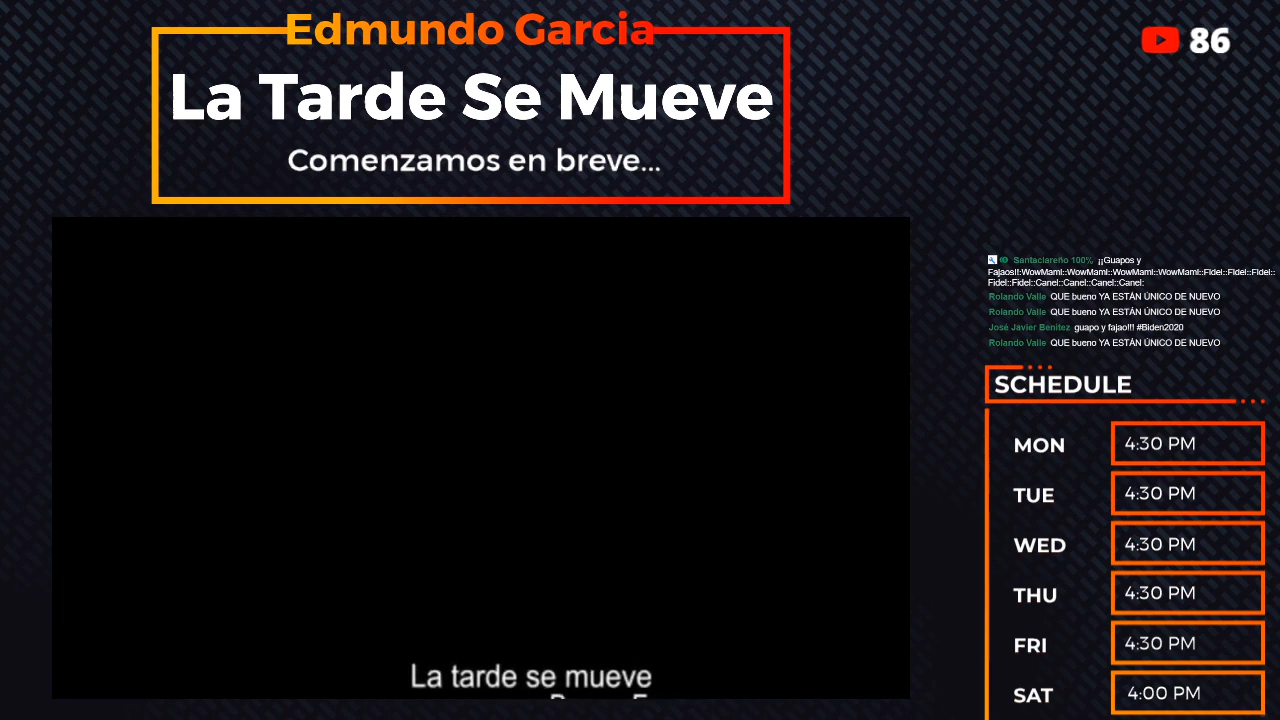 Edmundo Garcia
La Tarde Se Mueve
Comenzamos en breve...
86
Santaclareño 100% ¡¡Guapos y
Fajaos!!:WowMami::WowMami::WowMami::WowMami::Fidel::Fidel::Fidel::
Fidel::Fidel::Canel::Canel::Canel::Canel:
Rolando Valle QUE bueno YA ESTÁN ÚNICO DE NUEVO
Rolando Valle QUE bueno YA ESTÁN ÚNICO DE NUEVO
José Javier Benitez guapo y fajao!!! #Biden2020
Rolando Valle QUE bueno YA ESTÁN ÚNICO DE NUEVO
SCHEDULE
MON 4:30 PM
TUE 4:30 PM
WED 4:30 PM
THU 4:30 PM
FRI 4:30 PM
SAT 4:00 PM
La tarde se mueve